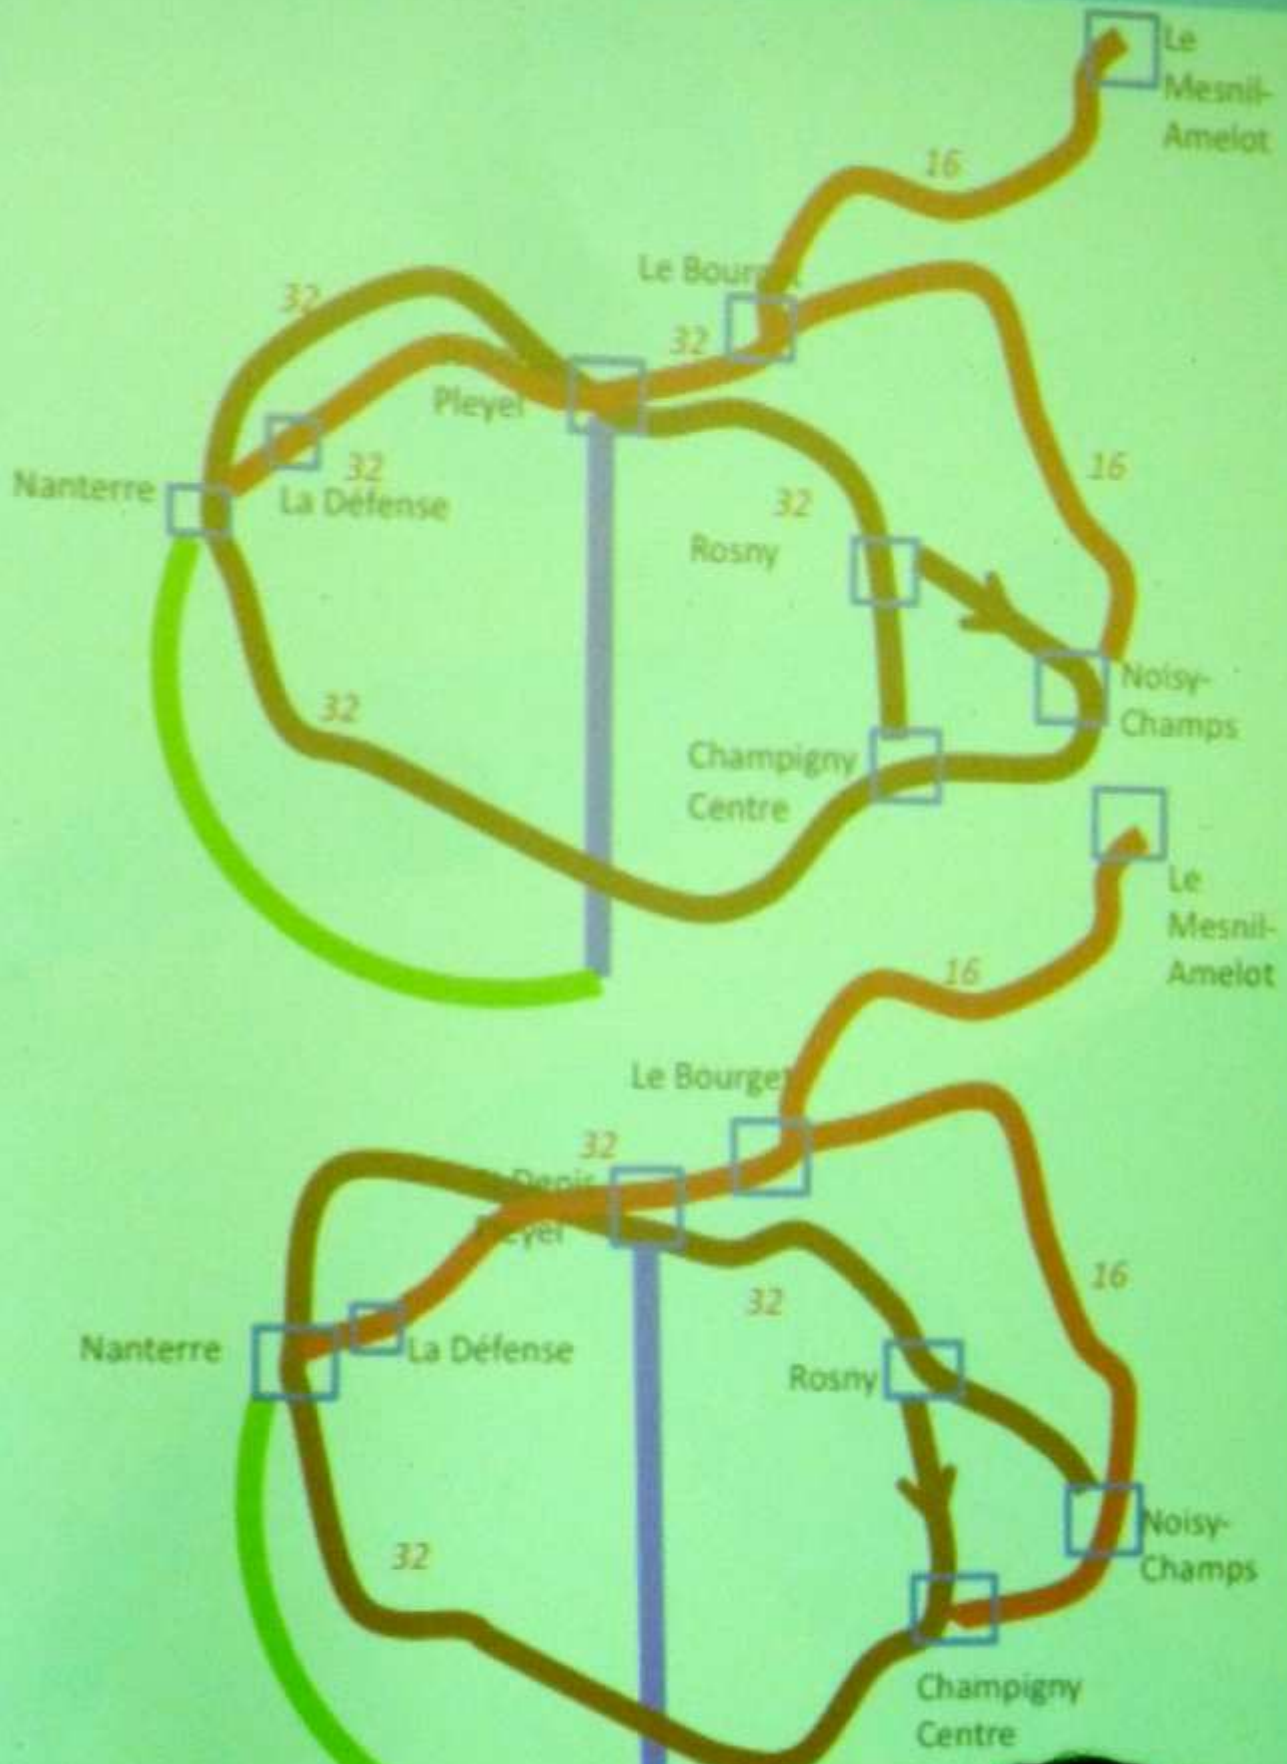 Le
Mesnil-
Amelot
16
Le Bourget
32
32
Pleyel
16
Nanterre
32
La Défense
32
Rosny
Noisy-
Champs
32
Champigny
Centre
Le
Mesnil-
Amelot
16
Le Bourget
32
Denis
Pleyel
16
32
Nanterre
La Défense
Rosny
Noisy-
Champs
32
Champigny
Centre